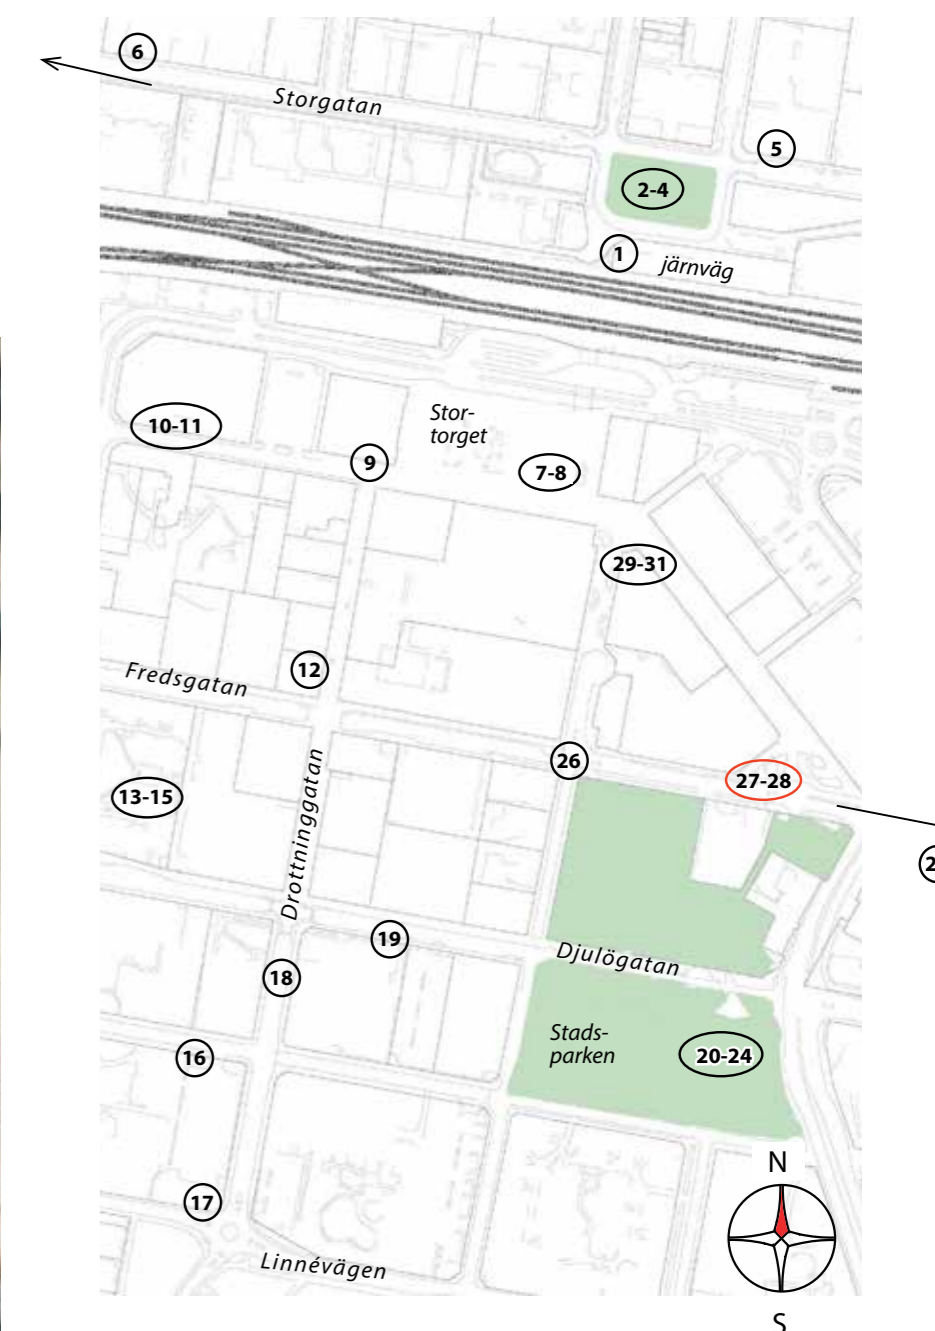 6
Storgatan
5
2-4
1
järnväg
Stor-
torget
10-11
9
7-8
29-31
12
Fredsgatan
26
27-28
13-15
Drottninggatan
2
19
Djulögatan
18
Stads-
parken
16
20-24
N
17
Linnévägen
S